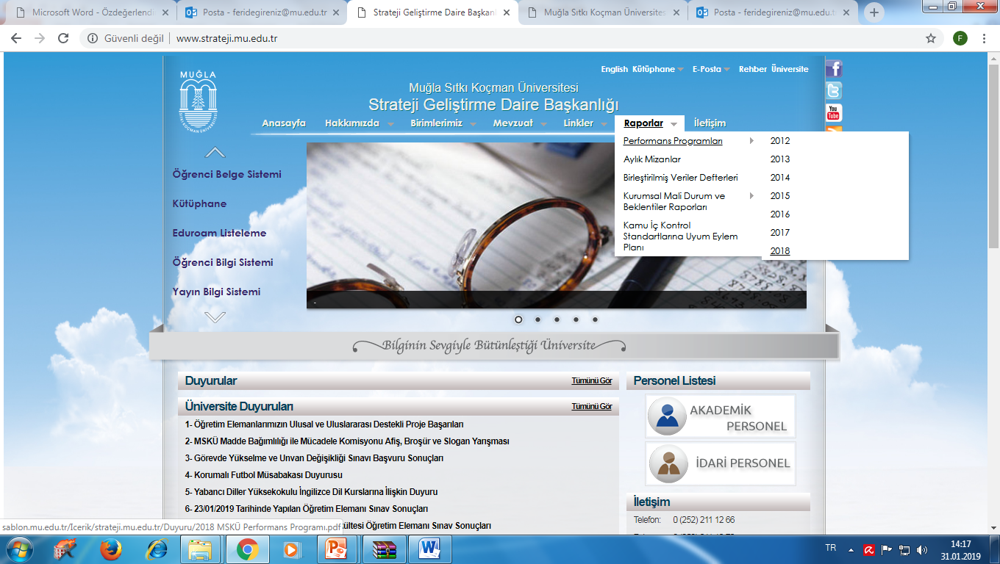 Microsoft Word - Özdeğerlendi
Posta - feridegireniz@mu.edu.tr
Strateji Geliştirme Daire Başkanl
Muğla Sıtkı Koçman Üniversites
Posta - feridegireniz@mu.edu.t
Güvenli değil
www.strateji.mu.edu.tr
F
English Kütüphane E-Posta Rehber Üniversite
MUĞLA
SITKI KOÇMAN ÜNİVERSİTESİ
Muğla Sıtkı Koçman Üniversitesi
Strateji Geliştirme Daire Başkanlığı
You
Tube
Anasayfa Hakkımızda Birimlerimiz Mevzuat Linkler Raporlar İletişim
Performans Programları
Aylık Mizanlar
Birleştirilmiş Veriler Defterleri
Kurumsal Mali Durum ve
Beklentiler Raporları
Kamu İç Kontrol
Standartlarına Uyum Eylem
Planı
2012
2013
2014
2015
2016
2017
2018
Öğrenci Belge Sistemi
Kütüphane
Eduroam Listeleme
Öğrenci Bilgi Sistemi
Yayın Bilgi Sistemi
-
Bilginin Sevgiyle Bütünleştiği Üniversite
Duyurular
Tümünü Gör
Üniversite Duyuruları
Tümünü Gör
1- Öğretim Elemanlarımızın Ulusal ve Uluslararası Destekli Proje Başarıları
2- MSKÜ Madde Bağımlılığı ile Mücadele Komisyonu Afiş, Broşür ve Slogan Yarışması
3- Görevde Yükselme ve Unvan Değişikliği Sınavı Başvuru Sonuçları
4- Korumalı Futbol Müsabakası Duyurusu
5- Yabancı Diller Yüksekokulu İngilizce Dil Kurslarına İlişkin Duyuru
6- 23/01/2019 Tarihinde Yapılan Öğretim Elemanı Sınav Sonuçları
ültesi Öğretim Elemanı Sınav Sonuçları
Personel Listesi
AKADEMİK
PERSONEL
İDARİ PERSONEL
İletişim
Telefon: 0 (252) 211 12 66
sablon.mu.edu.tr/Icerik/strateji.mu.edu.tr/Duyuru/2018 MSKÜ Performans Programı.pdf
TR
14:17
31.01.2019